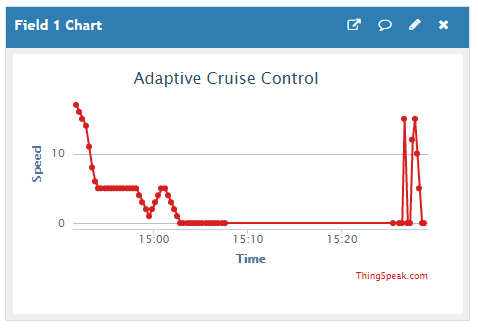 Field 1 Chart
Adaptive Cruise Control
Speed
10
0
15:00 15:10 15:20
Time
ThingSpeak.com